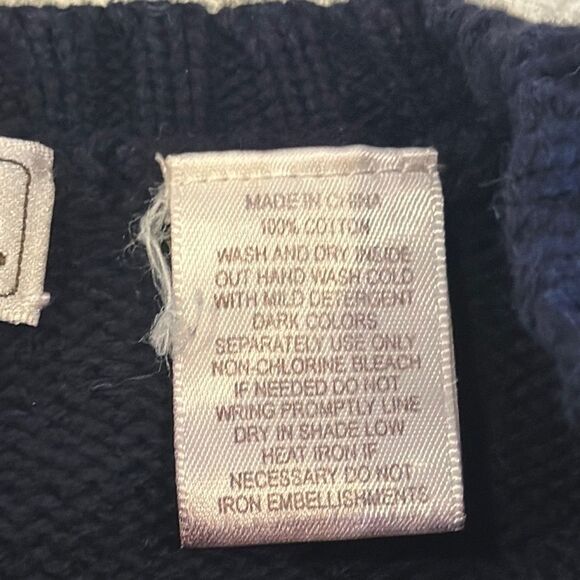 MADE IN CHINA
100% COTTON
WASH AND DRY INSIDE
OUT HAND WASH COLD
WITH MILD DETERGENT
DARK COLORS
SEPARATELY USE ONLY
NON-CHLORINE BLEACH
IF NEEDED DO NOT
WRING PROMPTLY LINE
DRY IN SHADE LOW
HEAT IRON IF
NECESSARY DO NOT
IRON EMBELLISHMENTS